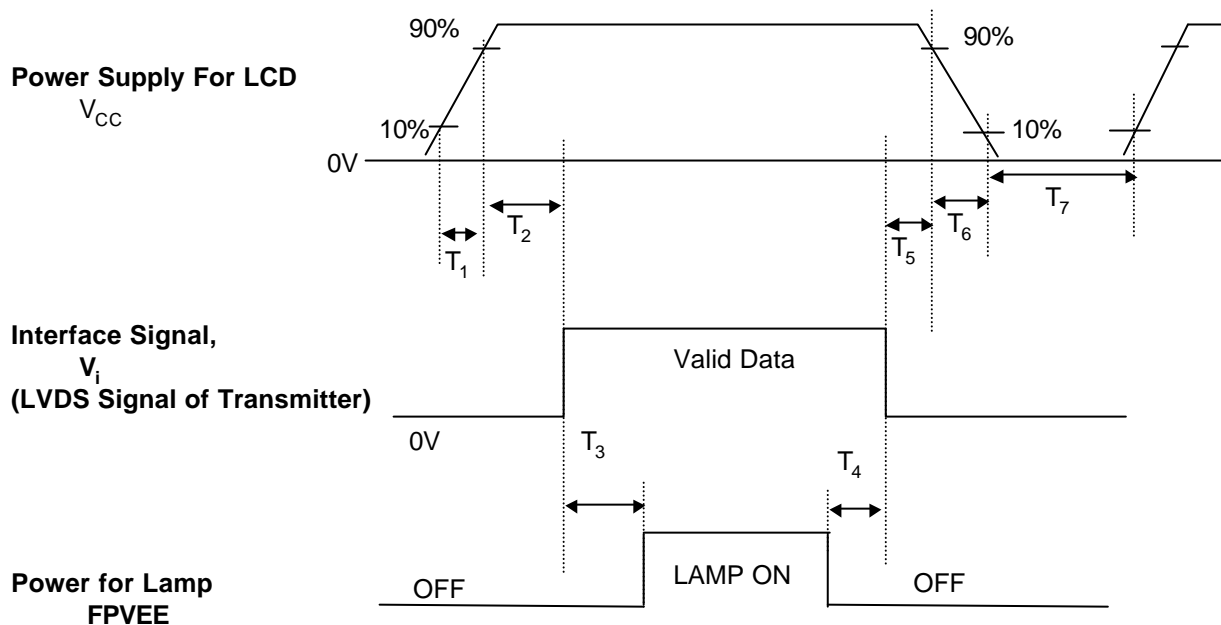 90%
90%
Power Supply For LCD
VCC
10%
10%
0V
T1
T2
T5
T6
T7
Interface Signal,
Vi
(LVDS Signal of Transmitter)
Valid Data
0V
T3
T4
Power for Lamp
FPVEE
OFF
LAMP ON
OFF